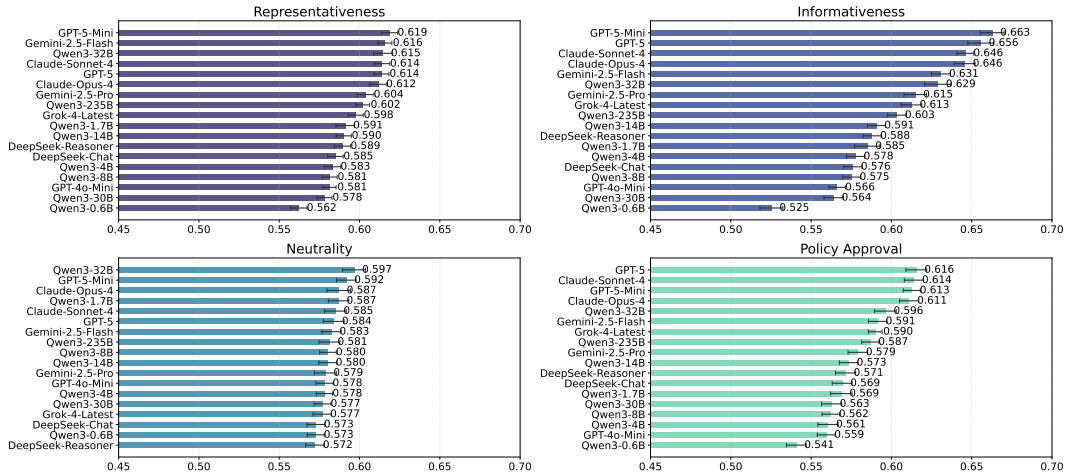 Representativeness
GPT-5-Mini 0.619
Gemini-2.5-Flash 0.616
Qwen3-32B 0.615
Claude-Sonnet-4 0.614
GPT-5 0.614
Claude-Opus-4 0.612
Gemini-2.5-Pro 0.604
Qwen3-235B 0.602
Grok-4-Latest 0.598
Qwen3-1.7B 0.591
Qwen3-14B 0.590
DeepSeek-Reasoner 0.589
DeepSeek-Chat 0.585
Qwen3-4B 0.583
Qwen3-8B 0.581
GPT-4o-Mini 0.581
Qwen3-30B 0.578
Qwen3-0.6B 0.562
0.45 0.50 0.55 0.60 0.65 0.70
Informativeness
GPT-5-Mini 0.663
GPT-5 0.656
Claude-Sonnet-4 0.646
Claude-Opus-4 0.646
Gemini-2.5-Flash 0.631
Qwen3-32B 0.629
Gemini-2.5-Pro 0.615
Grok-4-Latest 0.613
Qwen3-235B 0.603
Qwen3-14B 0.591
DeepSeek-Reasoner 0.588
Qwen3-1.7B 0.585
Qwen3-4B 0.578
DeepSeek-Chat 0.576
Qwen3-8B 0.575
GPT-4o-Mini 0.566
Qwen3-30B 0.564
Qwen3-0.6B 0.525
0.45 0.50 0.55 0.60 0.65 0.70
Neutrality
Qwen3-32B 0.597
GPT-5-Mini 0.592
Claude-Opus-4 0.587
Qwen3-1.7B 0.587
Claude-Sonnet-4 0.585
GPT-5 0.584
Gemini-2.5-Flash 0.583
Qwen3-235B 0.581
Qwen3-8B 0.580
Qwen3-14B 0.580
Gemini-2.5-Pro 0.579
GPT-4o-Mini 0.578
Qwen3-4B 0.578
Qwen3-30B 0.577
Grok-4-Latest 0.577
DeepSeek-Chat 0.573
Qwen3-0.6B 0.573
DeepSeek-Reasoner 0.572
0.45 0.50 0.55 0.60 0.65 0.70
Policy Approval
GPT-5 0.616
Claude-Sonnet-4 0.614
GPT-5-Mini 0.613
Claude-Opus-4 0.611
Qwen3-32B 0.596
Gemini-2.5-Flash 0.591
Grok-4-Latest 0.590
Qwen3-235B 0.587
Gemini-2.5-Pro 0.579
Qwen3-14B 0.573
DeepSeek-Reasoner 0.571
DeepSeek-Chat 0.569
Qwen3-1.7B 0.569
Qwen3-30B 0.563
Qwen3-8B 0.562
Qwen3-4B 0.561
GPT-4o-Mini 0.559
Qwen3-0.6B 0.541
0.45 0.50 0.55 0.60 0.65 0.70